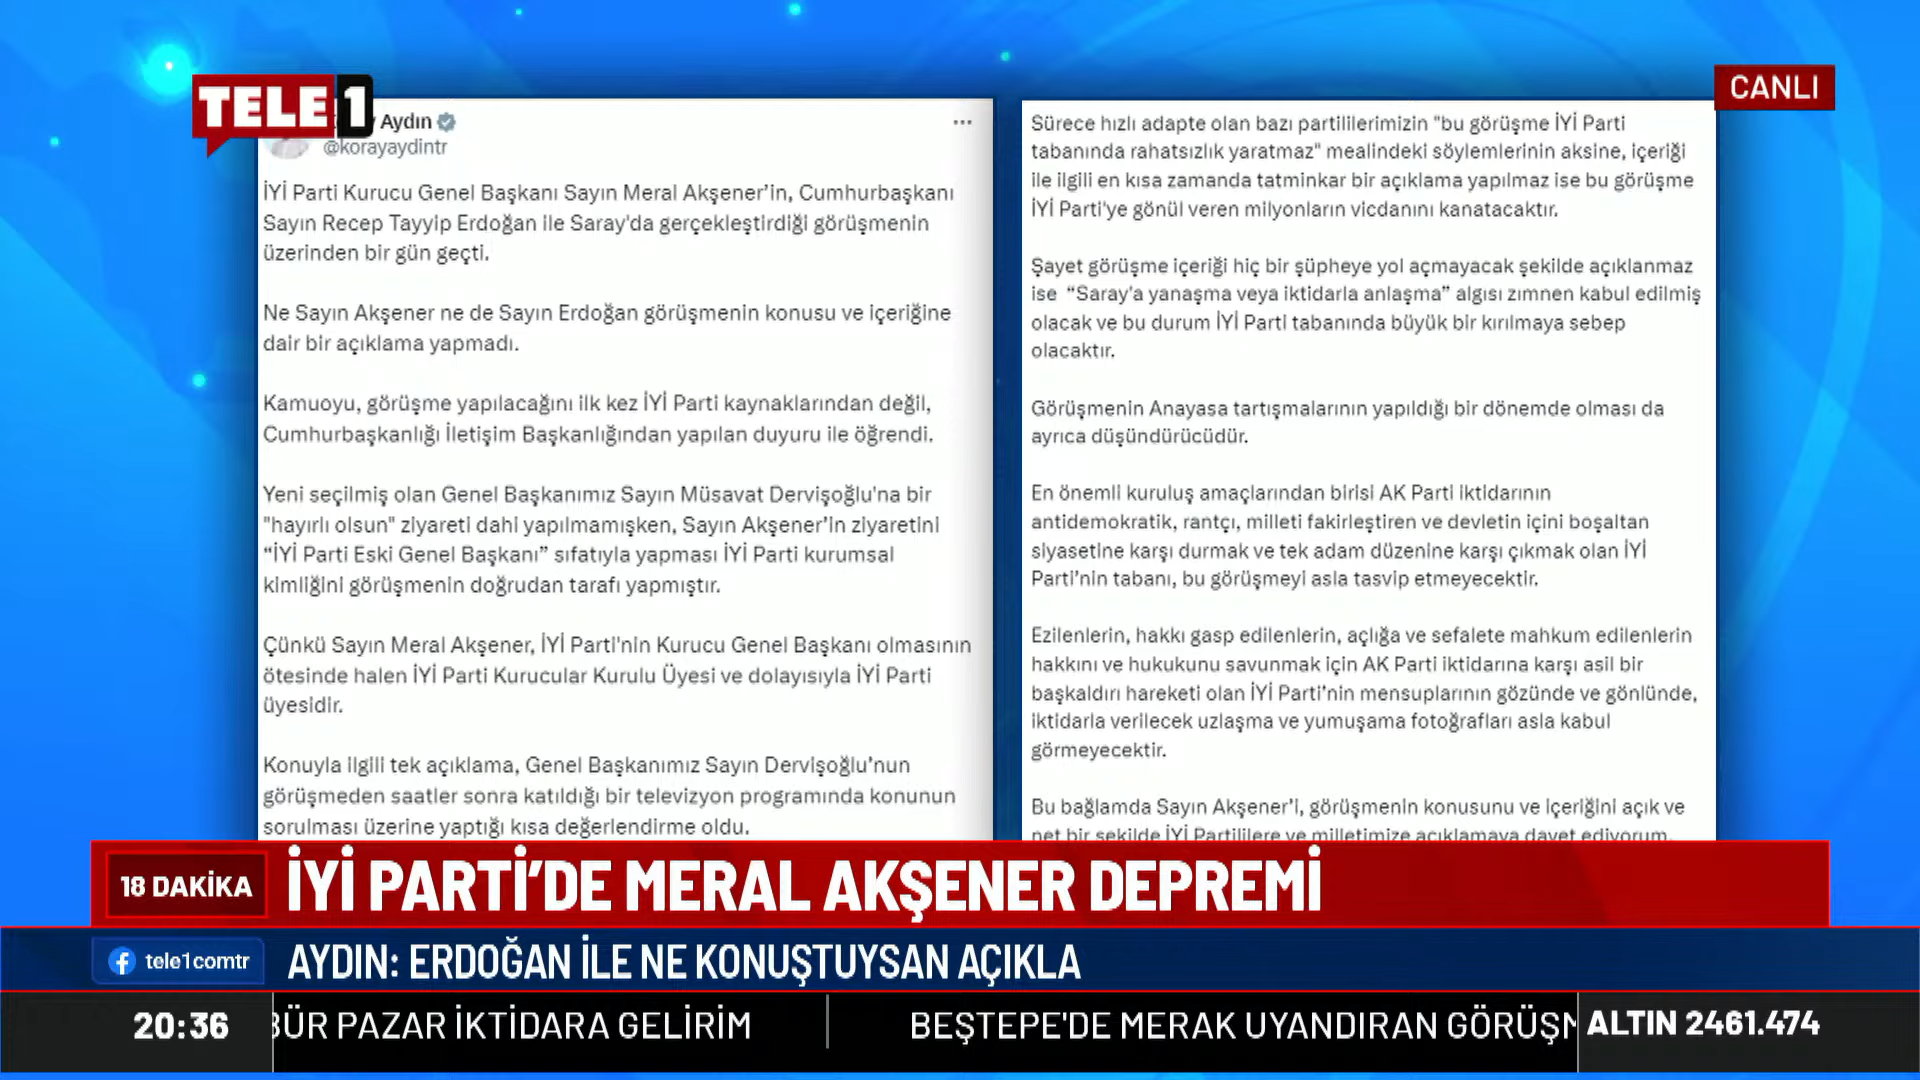 TELE 1
CANLI
Aydın
@korayaydintr
İYİ Parti Kurucu Genel Başkanı Sayın Meral Akşener’in, Cumhurbaşkanı
Sayın Recep Tayyip Erdoğan ile Saray'da gerçekleştirdiği görüşmenin
üzerinden bir gün geçti.
Ne Sayın Akşener ne de Sayın Erdoğan görüşmenin konusu ve içeriğine
dair bir açıklama yapmadı.
Kamuoyu, görüşme yapılacağını ilk kez İYİ Parti kaynaklarından değil,
Cumhurbaşkanlığı İletişim Başkanlığından yapılan duyuru ile öğrendi.
Yeni seçilmiş olan Genel Başkanımız Sayın Müsavat Dervişoğlu'na bir
"hayırlı olsun" ziyareti dahi yapılmamışken, Sayın Akşener’in ziyaretini
“İYİ Parti Eski Genel Başkanı” sıfatıyla yapması İYİ Parti kurumsal
kimliğini görüşmenin doğrudan tarafı yapmıştır.
Çünkü Sayın Meral Akşener, İYİ Parti'nin Kurucu Genel Başkanı olmasının
ötesinde halen İYİ Parti Kurucular Kurulu Üyesi ve dolayısıyla İYİ Parti
üyesidir.
Konuyla ilgili tek açıklama, Genel Başkanımız Sayın Dervişoğlu’nun
görüşmeden saatler sonra katıldığı bir televizyon programında konunun
sorulması üzerine yaptığı kısa değerlendirme oldu.
Sürece hızlı adapte olan bazı partililerimizin "bu görüşme İYİ Parti
tabanında rahatsızlık yaratmaz" mealindeki söylemlerinin aksine, içeriği
ile ilgili en kısa zamanda tatminkar bir açıklama yapılmaz ise bu görüşme
İYİ Parti'ye gönül veren milyonların vicdanını kanatacaktır.
Şayet görüşme içeriği hiç bir şüpheye yol açmayacak şekilde açıklanmaz
ise “Saray'a yanaşma veya iktidarla anlaşma” algısı zımnen kabul edilmiş
olacak ve bu durum İYİ Parti tabanında büyük bir kırılmaya sebep
olacaktır.
Görüşmenin Anayasa tartışmalarının yapıldığı bir dönemde olması da
ayrıca düşündürücüdür.
En önemli kuruluş amaçlarından birisi AK Parti iktidarının
antidemokratik, rantçı, milleti fakirleştiren ve devletin içini boşaltan
siyasetine karşı durmak ve tek adam düzenine karşı çıkmak olan İYİ
Parti’nin tabanı, bu görüşmeyi asla tasvip etmeyecektir.
Ezilenlerin, hakkı gasp edilenlerin, açlığa ve sefalete mahkum edilenlerin
hakkını ve hukukunu savunmak için AK Parti iktidarına karşı asil bir
başkaldırı hareketi olan İYİ Parti’nin mensuplarının gözünde ve gönlünde,
iktidarla verilecek uzlaşma ve yumuşama fotoğrafları asla kabul
görmeyecektir.
Bu bağlamda Sayın Akşener’i, görüşmenin konusunu ve içeriğini açık ve
net bir şekilde İYİ Partililere ve milletimize açıklamaya davet ediyorum.
18 DAKİKA
İYİ PARTİ’DE MERAL AKŞENER DEPREMİ
tele1comtr
AYDIN: ERDOĞAN İLE NE KONUŞTUYSAN AÇIKLA
20:36
BÜR PAZAR İKTİDARA GELİRİM
BEŞTEPE'DE MERAK UYANDIRAN GÖRÜŞM
ALTIN 2461.474